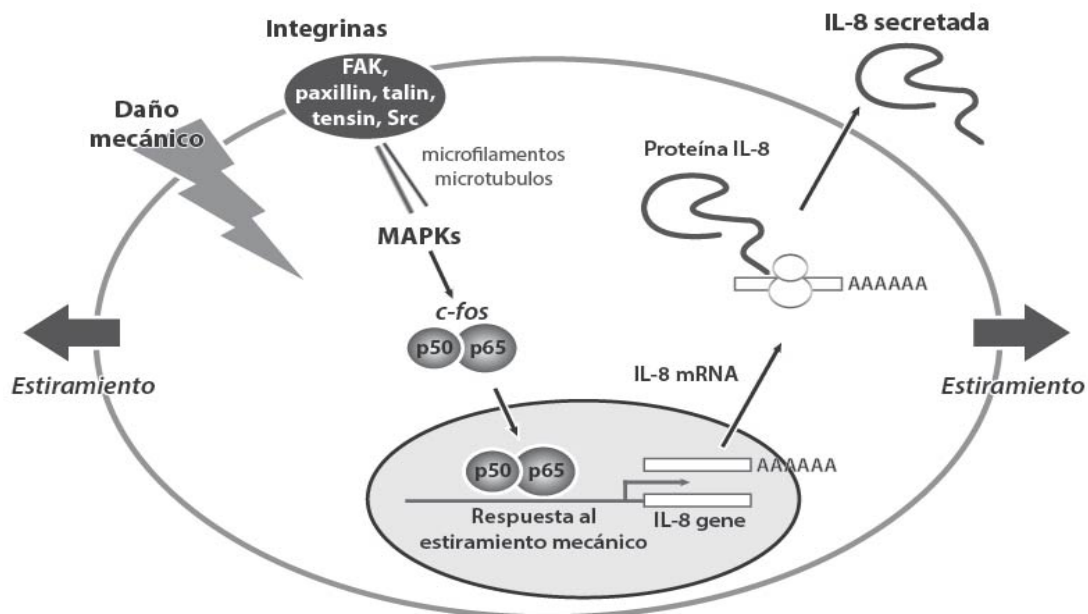 Integrinas
FAK,
paxillin, talin,
tensin, Src
Daño
mecánico
microfilamentos
microtubulos
MAPKs
c-fos
p50 p65
Estiramiento
p50 p65
Respuesta al
estiramiento mecánico
IL-8 gene
AAAAAA
IL-8 mRNA
AAAAAA
Proteína IL-8
IL-8 secretada
Estiramiento